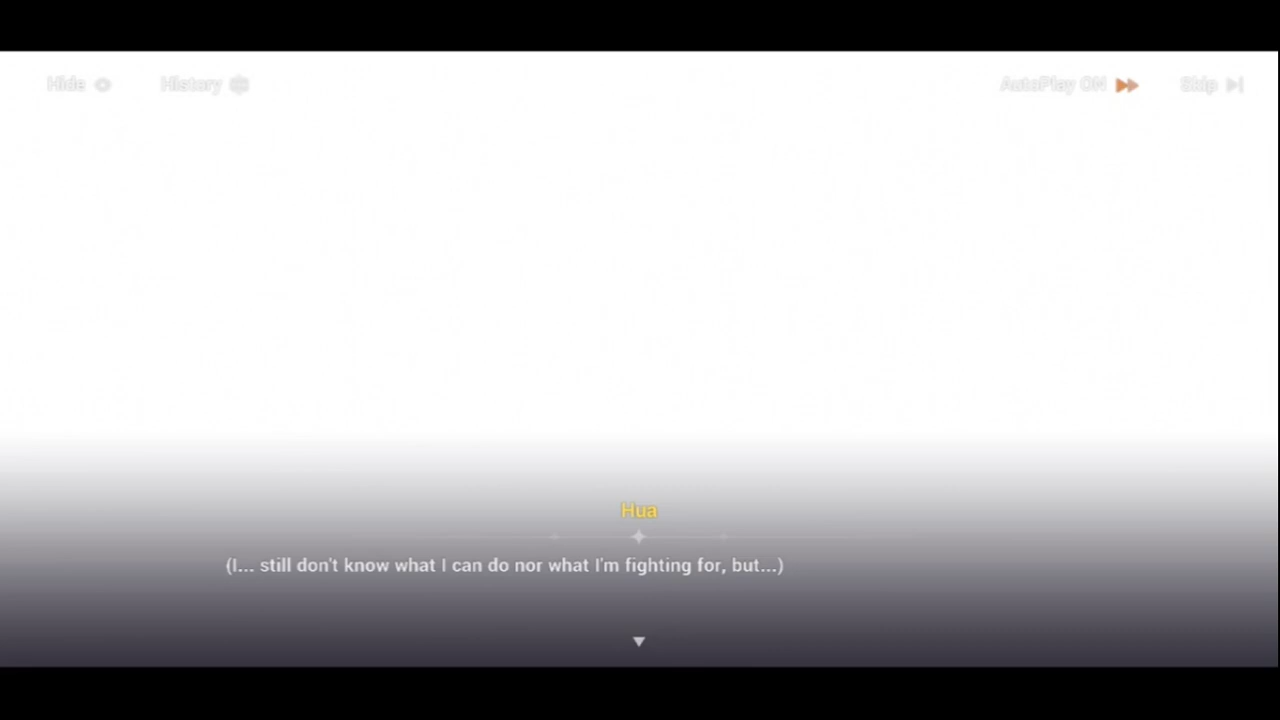 Hide
History
AutoPlay ON
Skip
Hua
(I... still don't know what I can do nor what I'm fighting for, but...)